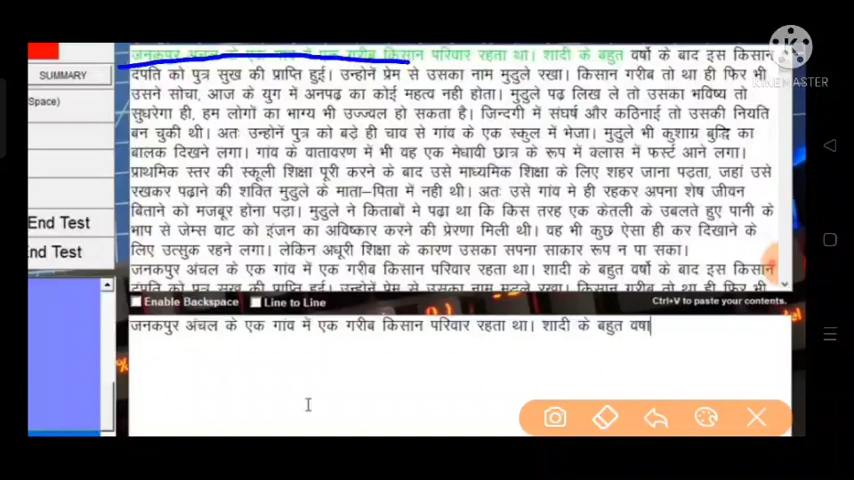 जनकपुर अंचल के एक गांव में एक गरीब किसान परिवार रहता था। शादी के बहुत वर्षो के बाद इस किसान
SUMMARY
दंपति को पुत्र सुख की प्राप्ति हुई। उन्होनें प्रेम से उसका नाम मुदुले रखा। किसान गरीब तो था ही फिर भी
KINEMASTER
Space)
उसने सोचा, आज के युग में अनपढ का कोई महत्व नही होता। मुदुले पढ़ लिख ले तो उसका भविष्य तो
सुधरेगा ही, हम लोगों का भाग्य भी उज्ज्वल हो सकता है। जिन्दगी में संघर्ष और कठिनाई तो उसकी नियति
बन चुकी थी। अतः उन्होनें पुत्र को बड़े ही चाव से गांव के एक स्कुल में भेजा। मुदुले भी कुशाग्र बुद्धि का
बालक दिखने लगा। गांव के वातावरण में भी वह एक मेधावी छात्र के रूप में क्लास में फर्स्ट आने लगा।
प्राथमिक स्तर की स्कूली शिक्षा पूरी करने के बाद उसे माध्यमिक शिक्षा के लिए शहर जाना पड़ता, जहां उसे
रखकर पढ़ाने की शक्ति मुदुले के माता–पिता में नही थी। अतः उसे गांव मे ही रहकर अपना शेष जीवन
बिताने को मजबूर होना पड़ा। मुदुले ने किताबों में पढ़ा था कि किस तरह एक केतली के उबलते हुए पानी के
End Test
भाप से जेम्स वाट को इंजन का अविष्कार करने की प्रेरणा मिली थी। वह भी कुछ ऐसा ही कर दिखाने के
लिए उत्सुक रहने लगा। लेकिन अधूरी शिक्षा के कारण उसका सपना साकार रूप न पा सका।
nd Test
जनकपुर अंचल के एक गांव में एक गरीब किसान परिवार रहता था। शादी के बहुत वर्षो के बाद इस किसान
दंपति को पुत्र सुख की प्राप्ति हुई। उन्होनें प्रेम से उसका नाम मुदुले रखा। किसान गरीब तो था ही फिर भी
Enable Backspace Line to Line Ctrl+V to paste your contents.
जनकपुर अंचल के एक गांव में एक गरीब किसान परिवार रहता था। शादी के बहुत वर्षा